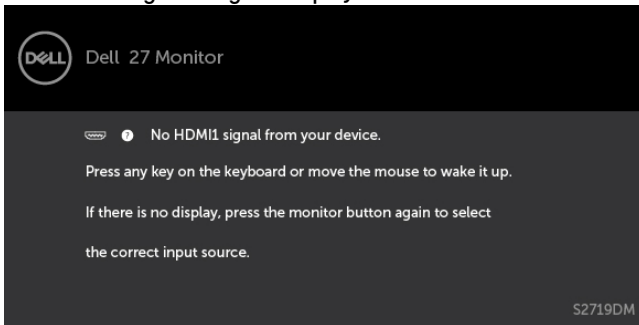 DELL
Dell 27 Monitor
? No HDMI1 signal from your device.
Press any key on the keyboard or move the mouse to wake it up.
If there is no display, press the monitor button again to select
the correct input source.
S2719DM